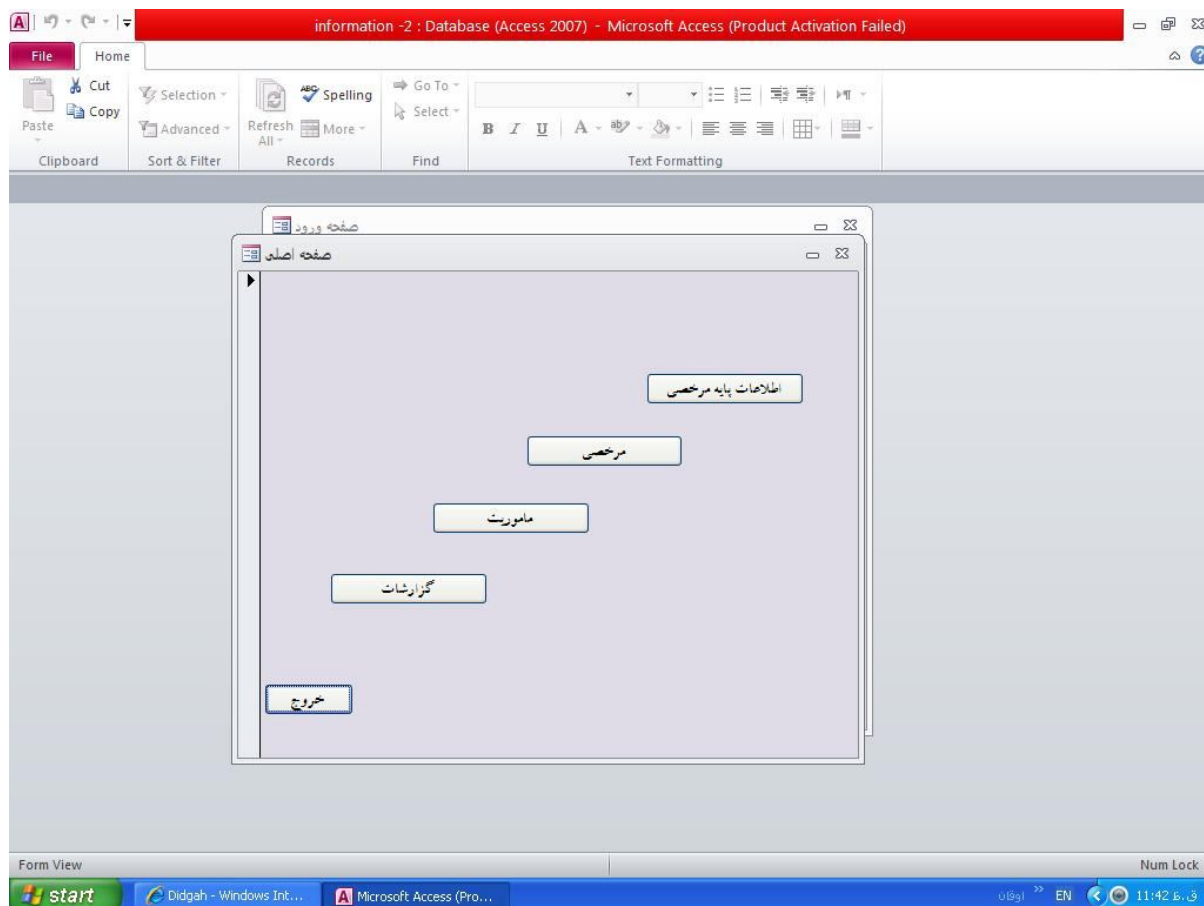 information -2 : Database (Access 2007) - Microsoft Access (Product Activation Failed)
File Home
Cut Selection Spelling Go To
Copy Select
Paste Advanced Refresh All More
Clipboard Sort & Filter Records Find Text Formatting
صفحه ورود
صفحه اصلی
اطلاعات پایه مرخصی
مرخصی
ماموریت
گزارشات
خروج
Form View Num Lock
start Didgah - Windows Int... Microsoft Access (Pro... EN 11:42 ق.ظ